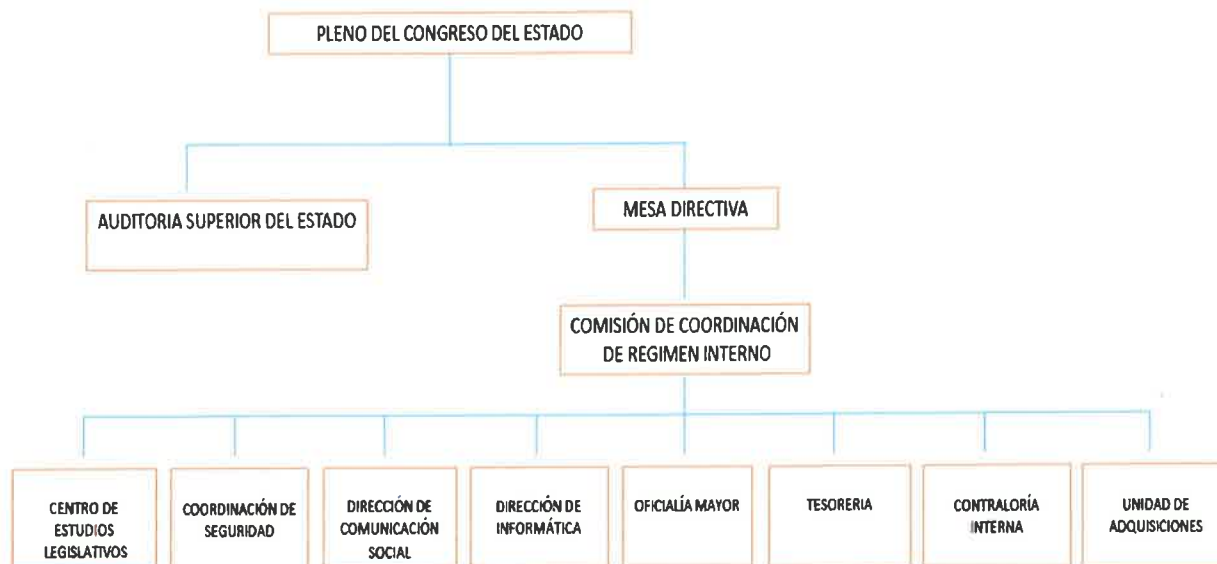 PLENO DEL CONGRESO DEL ESTADO
AUDITORIA SUPERIOR DEL ESTADO
MESA DIRECTIVA
COMISIÓN DE COORDINACIÓN
DE REGIMEN INTERNO
CENTRO DE
ESTUDIOS
LEGISLATIVOS
COORDINACIÓN DE
SEGURIDAD
DIRECCIÓN DE
COMUNICACIÓN
SOCIAL
DIRECCIÓN DE
INFORMÁTICA
OFICIALÍA MAYOR
TESORERIA
CONTRALORÍA
INTERNA
UNIDAD DE
ADQUISICIONES